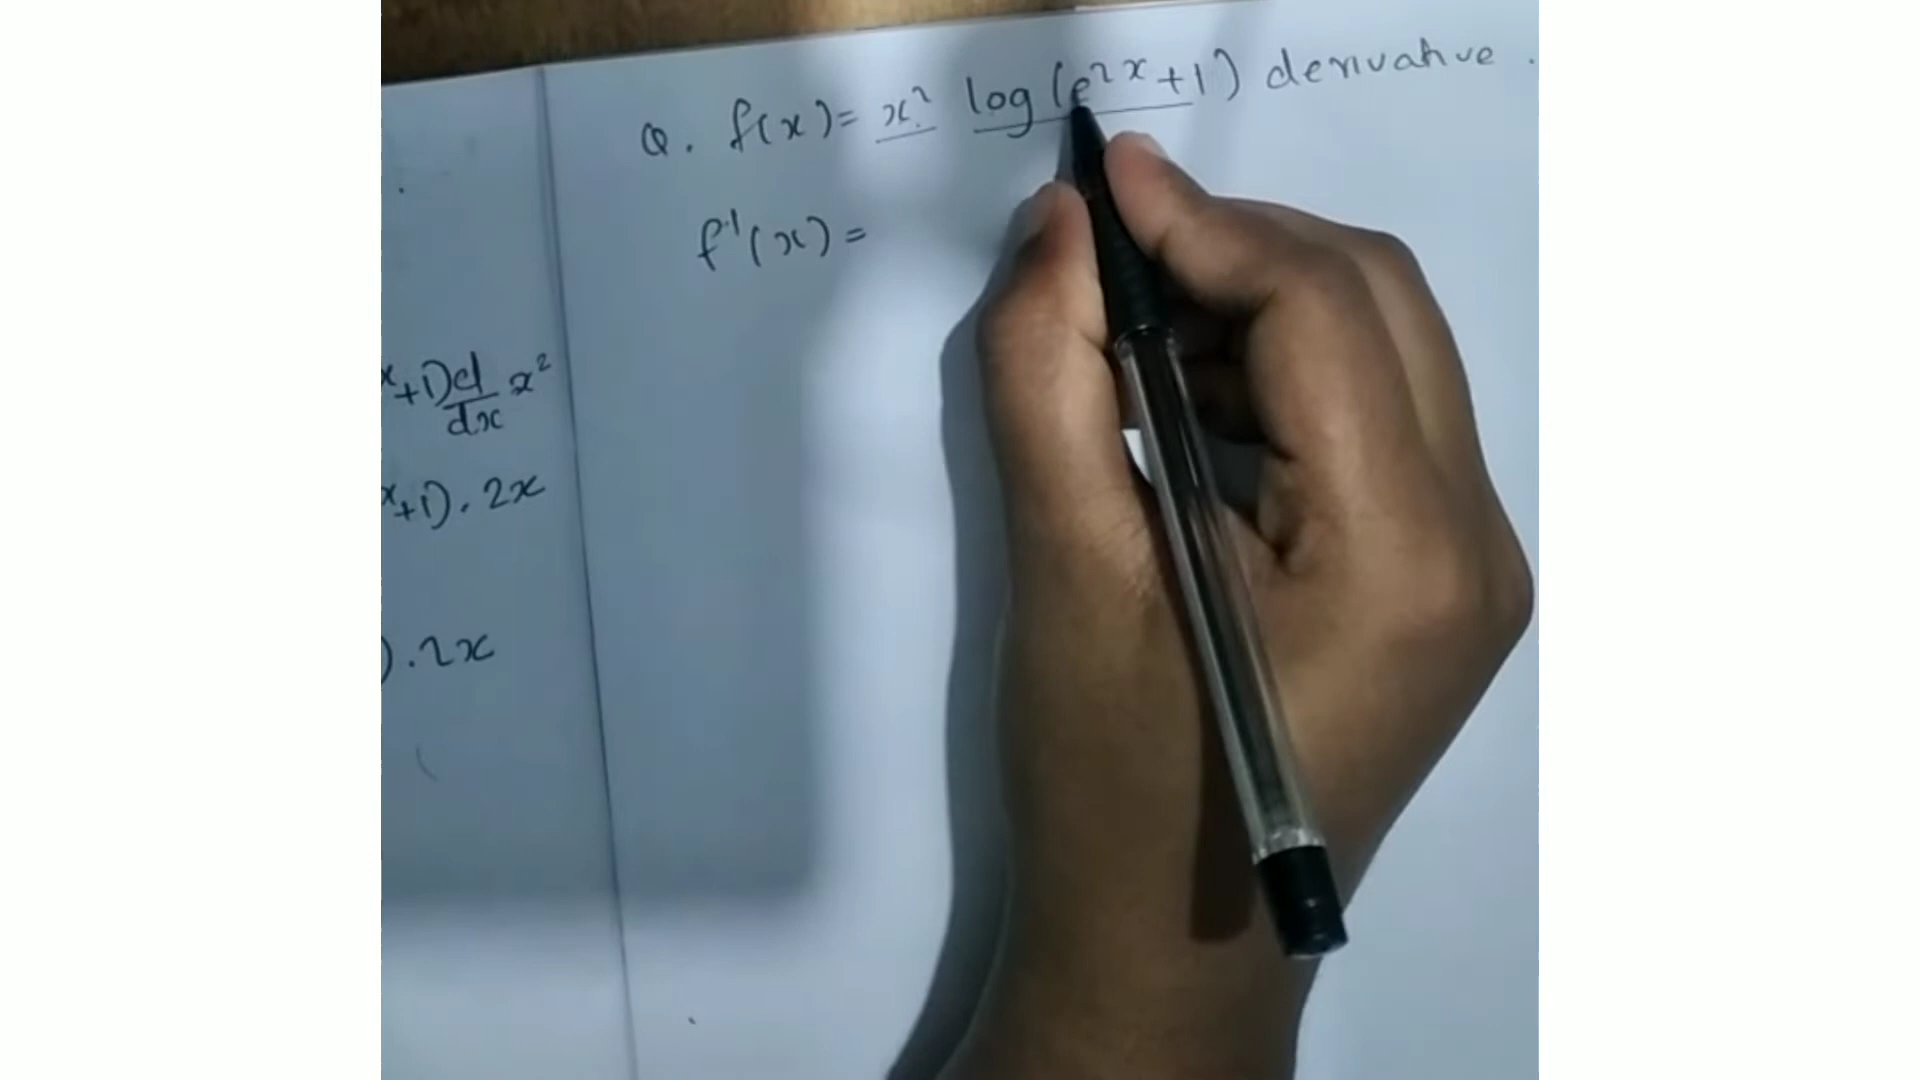 Q. f(x) = x² log(e²ˣ+1) derivative.
f'(x) =
x+1) d/dx x²
x+1). 2x
). 2x